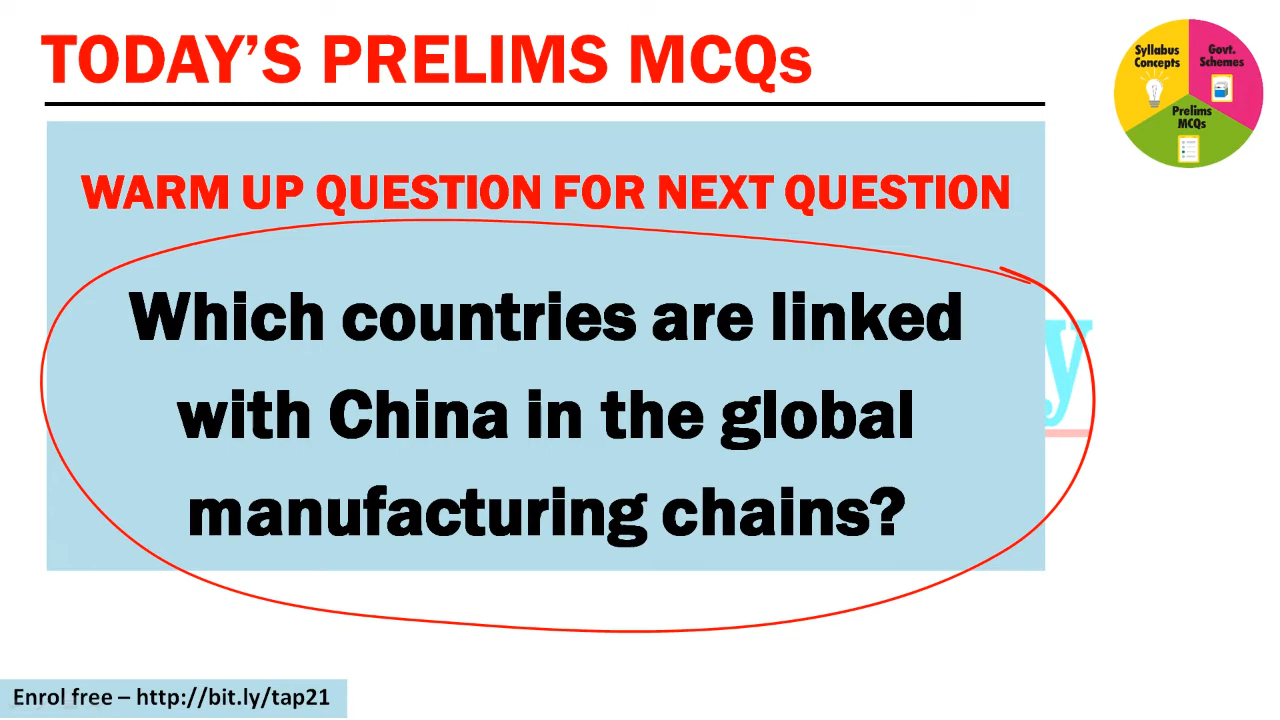 TODAY'S PRELIMS MCQs
Syllabus
Concepts
Govt.
Schemes
Prelims
MCQs
WARM UP QUESTION FOR NEXT QUESTION
Which countries are linked
with China in the global
manufacturing chains?
y
Enrol free – http://bit.ly/tap21